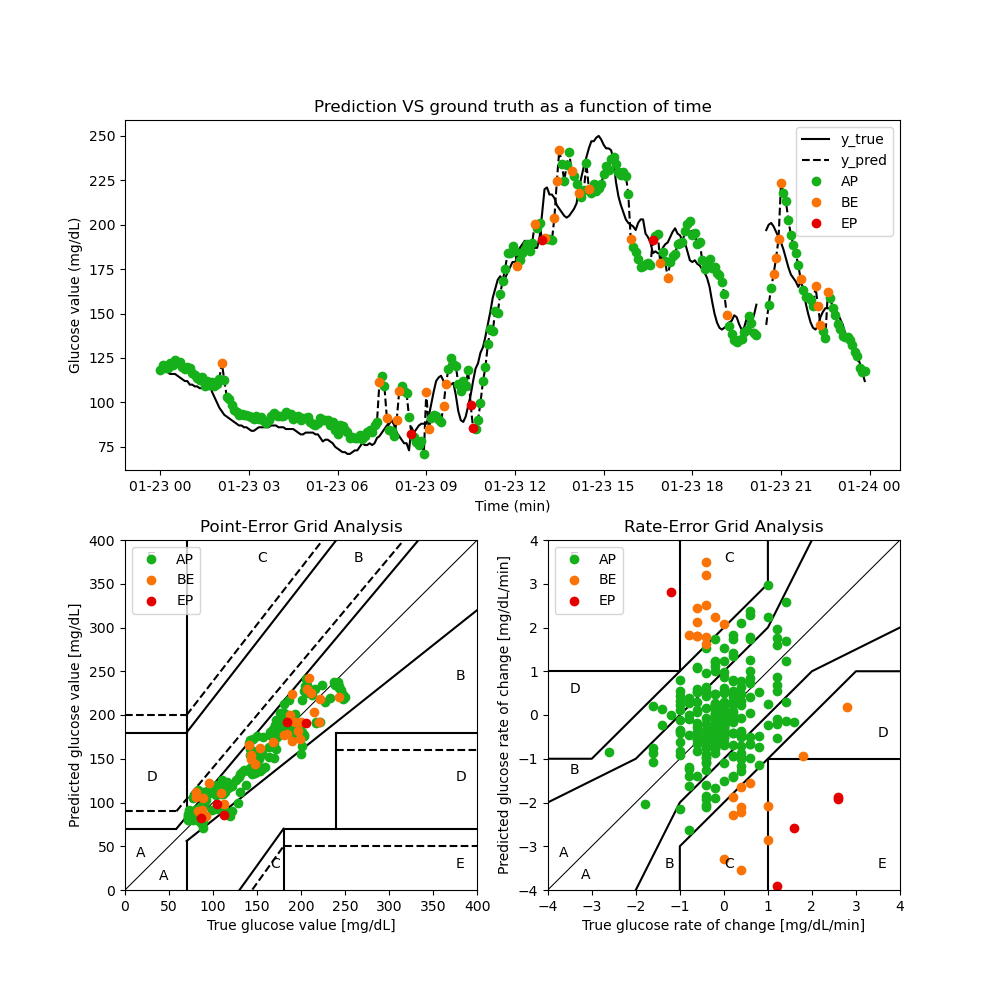 Prediction VS ground truth as a function of time
Glucose value (mg/dL)
250
225
200
175
150
125
100
75
y_true
y_pred
AP
BE
EP
01-23 00 01-23 03 01-23 06 01-23 09 01-23 12 01-23 15 01-23 18 01-23 21 01-24 00
Time (min)
Point-Error Grid Analysis
Predicted glucose value [mg/dL]
400
350
300
250
200
150
100
50
0
AP
BE
EP
C
B
B
D
D
A
A
C
E
0 50 100 150 200 250 300 350 400
True glucose value [mg/dL]
Rate-Error Grid Analysis
Predicted glucose rate of change [mg/dL/min]
4
3
2
1
0
−1
−2
−3
−4
AP
BE
EP
C
D
D
B
A
A
B
C
E
−4 −3 −2 −1 0 1 2 3 4
True glucose rate of change [mg/dL/min]